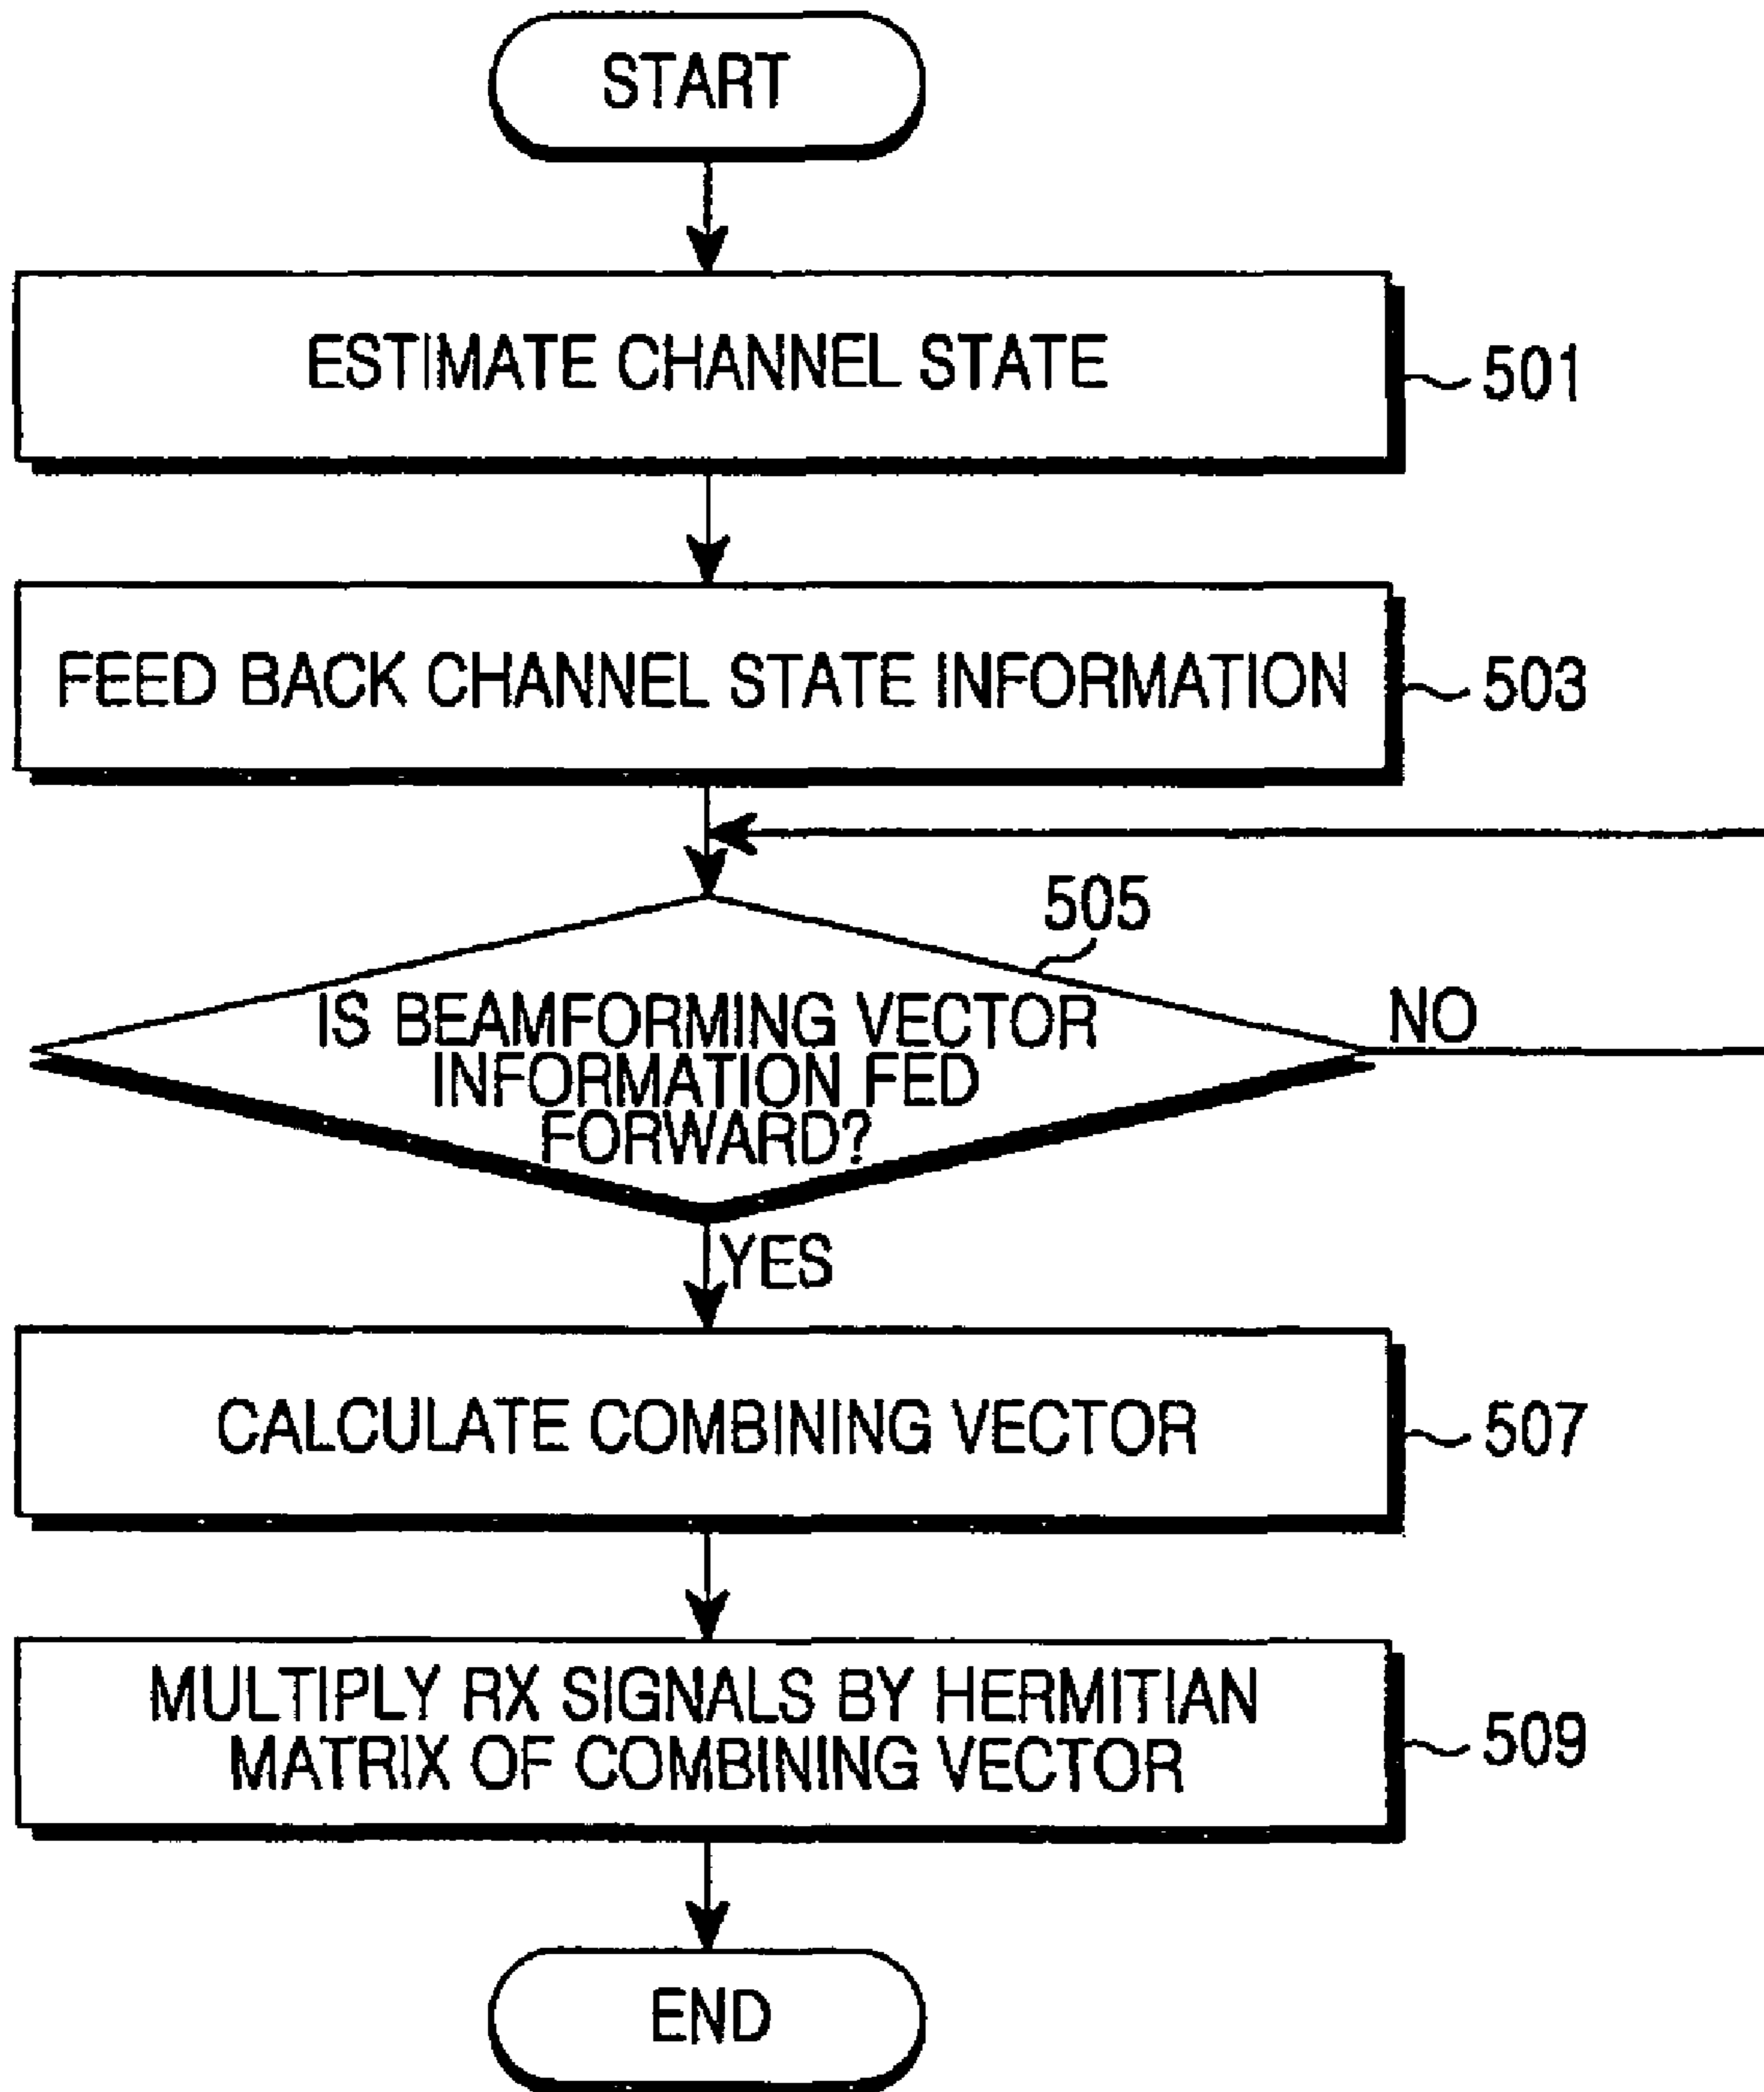 START
ESTIMATE CHANNEL STATE
501
FEED BACK CHANNEL STATE INFORMATION
503
505
IS BEAMFORMING VECTOR
INFORMATION FED
FORWARD?
NO
YES
CALCULATE COMBINING VECTOR
507
MULTIPLY RX SIGNALS BY HERMITIAN
MATRIX OF COMBINING VECTOR
509
END